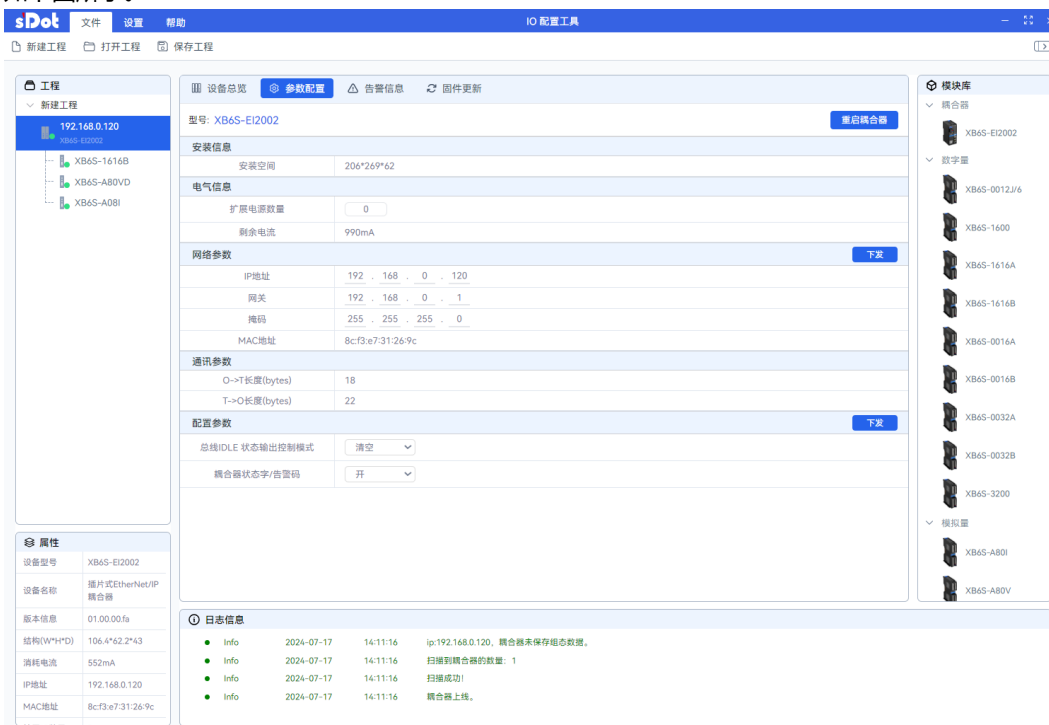 sDot 文件 设置 帮助 IO 配置工具
新建工程 打开工程 保存工程
工程
新建工程
192.168.0.120
XB6S-EI2002
XB6S-1616B
XB6S-A80VD
XB6S-A08I
设备总览 参数配置 告警信息 固件更新
型号: XB6S-EI2002 重启耦合器
安装信息
安装空间 206*269*62
电气信息
扩展电源数量 0
剩余电流 990mA
网络参数 下发
IP地址 192 . 168 . 0 . 120
网关 192 . 168 . 0 . 1
掩码 255 . 255 . 255 . 0
MAC地址 8c:f3:e7:31:26:9c
通讯参数
O->T长度(bytes) 18
T->O长度(bytes) 22
配置参数 下发
总线IDLE 状态输出控制模式 清空
耦合器状态字/告警码 开
模块库
耦合器
XB6S-EI2002
数字量
XB6S-0012J/6
XB6S-1600
XB6S-1616A
XB6S-1616B
XB6S-0016A
XB6S-0016B
XB6S-0032A
XB6S-0032B
XB6S-3200
模拟量
XB6S-A80I
XB6S-A80V
属性
设备型号 XB6S-EI2002
设备名称 插片式EtherNet/IP
耦合器
版本信息 01.00.00.fa
结构(W*H*D) 106.4*62.2*43
消耗电流 552mA
IP地址 192.168.0.120
MAC地址 8c:f3:e7:31:26:9c
日志信息
Info 2024-07-17 14:11:16 ip:192.168.0.120, 耦合器未保存组态数据。
Info 2024-07-17 14:11:16 扫描到耦合器的数量: 1
Info 2024-07-17 14:11:16 扫描成功!
Info 2024-07-17 14:11:16 耦合器上线。